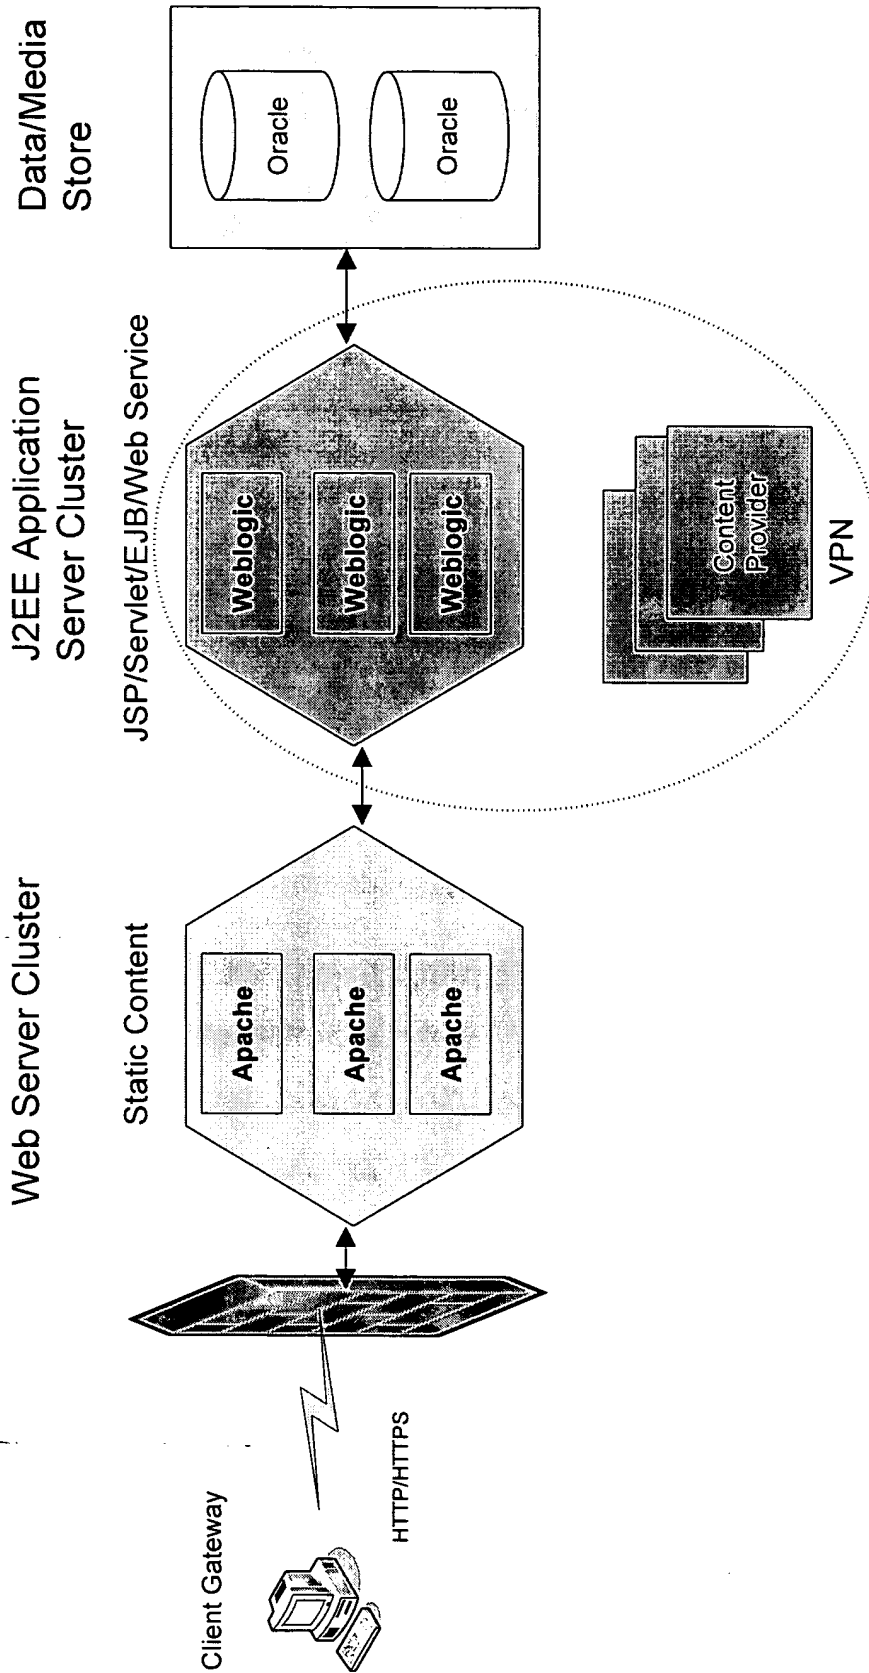 Client Gateway
HTTP/HTTPS
Web Server Cluster
Static Content
Apache
Apache
Apache
J2EE Application
Server Cluster
JSP/Servlet/EJB/Web Service
Weblogic
Weblogic
Weblogic
Content
Provider
VPN
Data/Media
Store
Oracle
Oracle